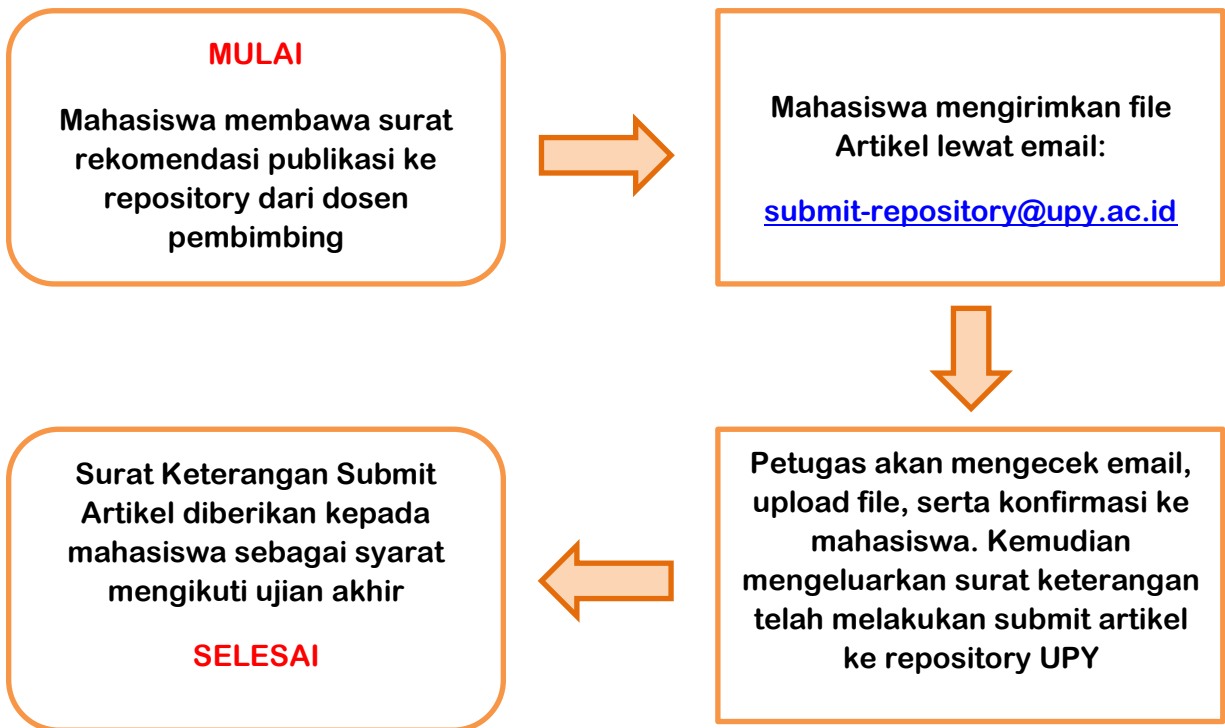 MULAI
Mahasiswa membawa surat
rekomendasi publikasi ke
repository dari dosen
pembimbing
Mahasiswa mengirimkan file
Artikel lewat email:
submit-repository@upy.ac.id
Petugas akan mengecek email,
upload file, serta konfirmasi ke
mahasiswa. Kemudian
mengeluarkan surat keterangan
telah melakukan submit artikel
ke repository UPY
Surat Keterangan Submit
Artikel diberikan kepada
mahasiswa sebagai syarat
mengikuti ujian akhir
SELESAI